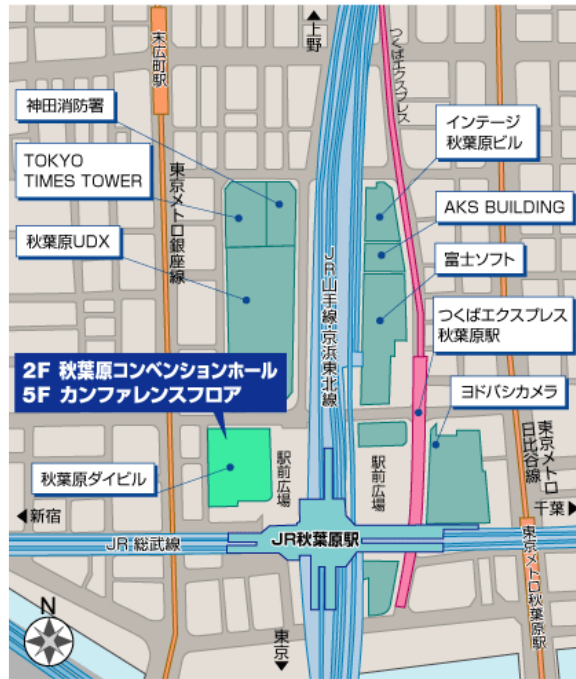 ▲
上野
末広町駅
つくばエクスプレス
神田消防署
インテージ
秋葉原ビル
TOKYO
TIMES TOWER
東京メトロ銀座線
AKS BUILDING
秋葉原UDX
富士ソフト
JR山手線・京浜東北線
つくばエクスプレス
秋葉原駅
2F 秋葉原コンベンションホール
5F カンファレンスフロア
ヨドバシカメラ
東京メトロ
日比谷線
駅前広場
駅前広場
秋葉原ダイビル
◀新宿
千葉▶
JR秋葉原駅
JR 総武線
東京メトロ秋葉原駅
N
東京
▼